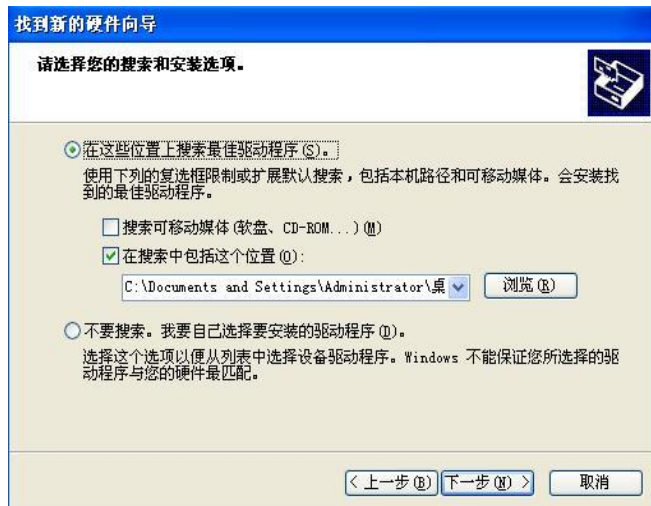 找到新的硬件向导
请选择您的搜索和安装选项。
在这些位置上搜索最佳驱动程序(S)。
使用下列的复选框限制或扩展默认搜索，包括本机路径和可移动媒体。会安装找
到的最佳驱动程序。
搜索可移动媒体(软盘、CD-ROM...)(M)
在搜索中包括这个位置(O):
C:\Documents and Settings\Administrator\桌
浏览(R)
不要搜索。我要自己选择要安装的驱动程序(D)。
选择这个选项以便从列表中选择设备驱动程序。Windows 不能保证您所选择的驱
动程序与您的硬件最匹配。
< 上一步(B) 下一步(N) > 取消